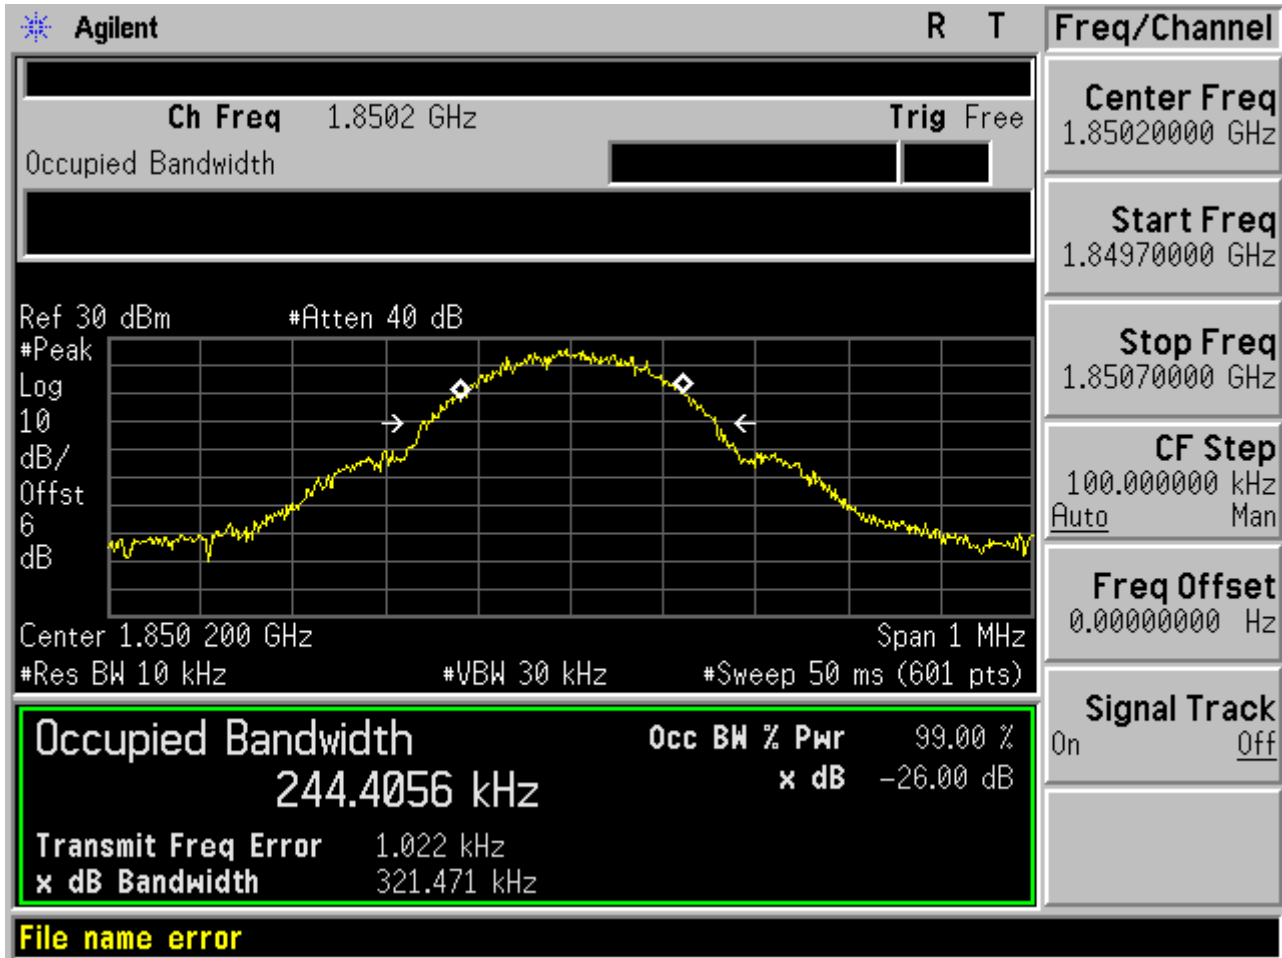 Agilent
R T
Freq/Channel
Ch Freq 1.8502 GHz
Trig Free
Occupied Bandwidth
Center Freq
1.85020000 GHz
Start Freq
1.84970000 GHz
Stop Freq
1.85070000 GHz
CF Step
100.000000 kHz
Auto Man
Freq Offset
0.00000000 Hz
Signal Track
On Off
Ref 30 dBm #Atten 40 dB
#Peak
Log
10
dB/
Offst
6
dB
Center 1.850 200 GHz Span 1 MHz
#Res BW 10 kHz #VBW 30 kHz #Sweep 50 ms (601 pts)
Occupied Bandwidth
244.4056 kHz
Occ BW % Pwr 99.00 %
x dB -26.00 dB
Transmit Freq Error 1.022 kHz
x dB Bandwidth 321.471 kHz
File name error